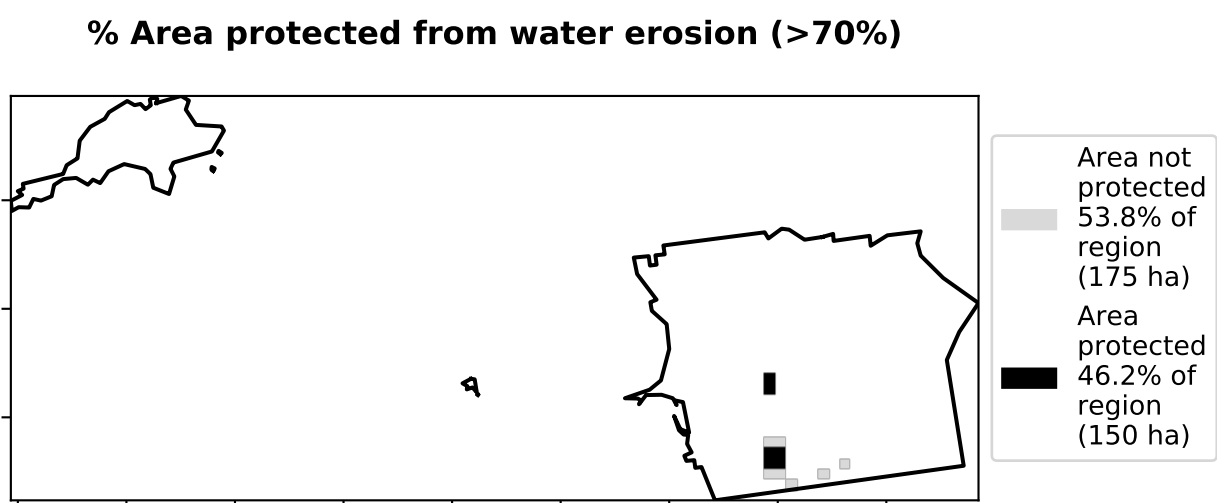 % Area protected from water erosion (>70%)
Area not
protected
53.8% of
region
(175 ha)
Area
protected
46.2% of
region
(150 ha)